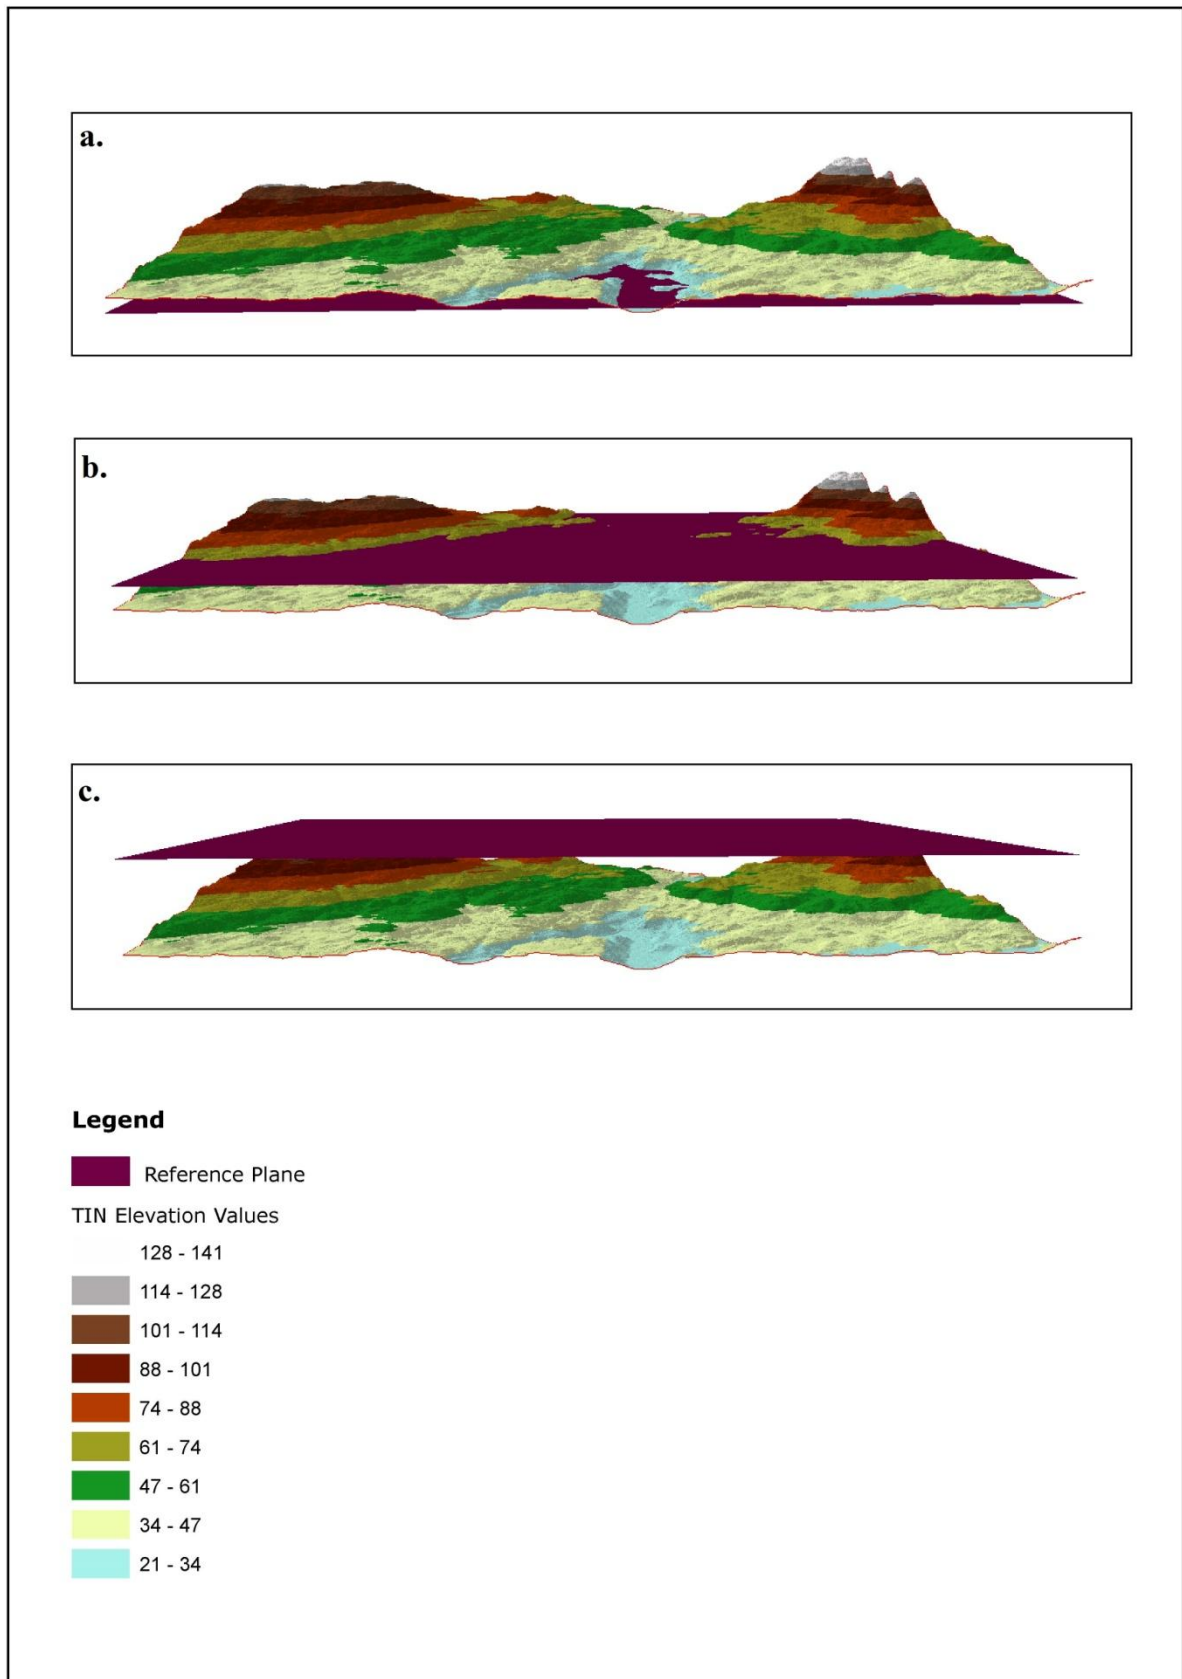 a.
b.
c.
Legend
Reference Plane
TIN Elevation Values
128 - 141
114 - 128
101 - 114
88 - 101
74 - 88
61 - 74
47 - 61
34 - 47
21 - 34